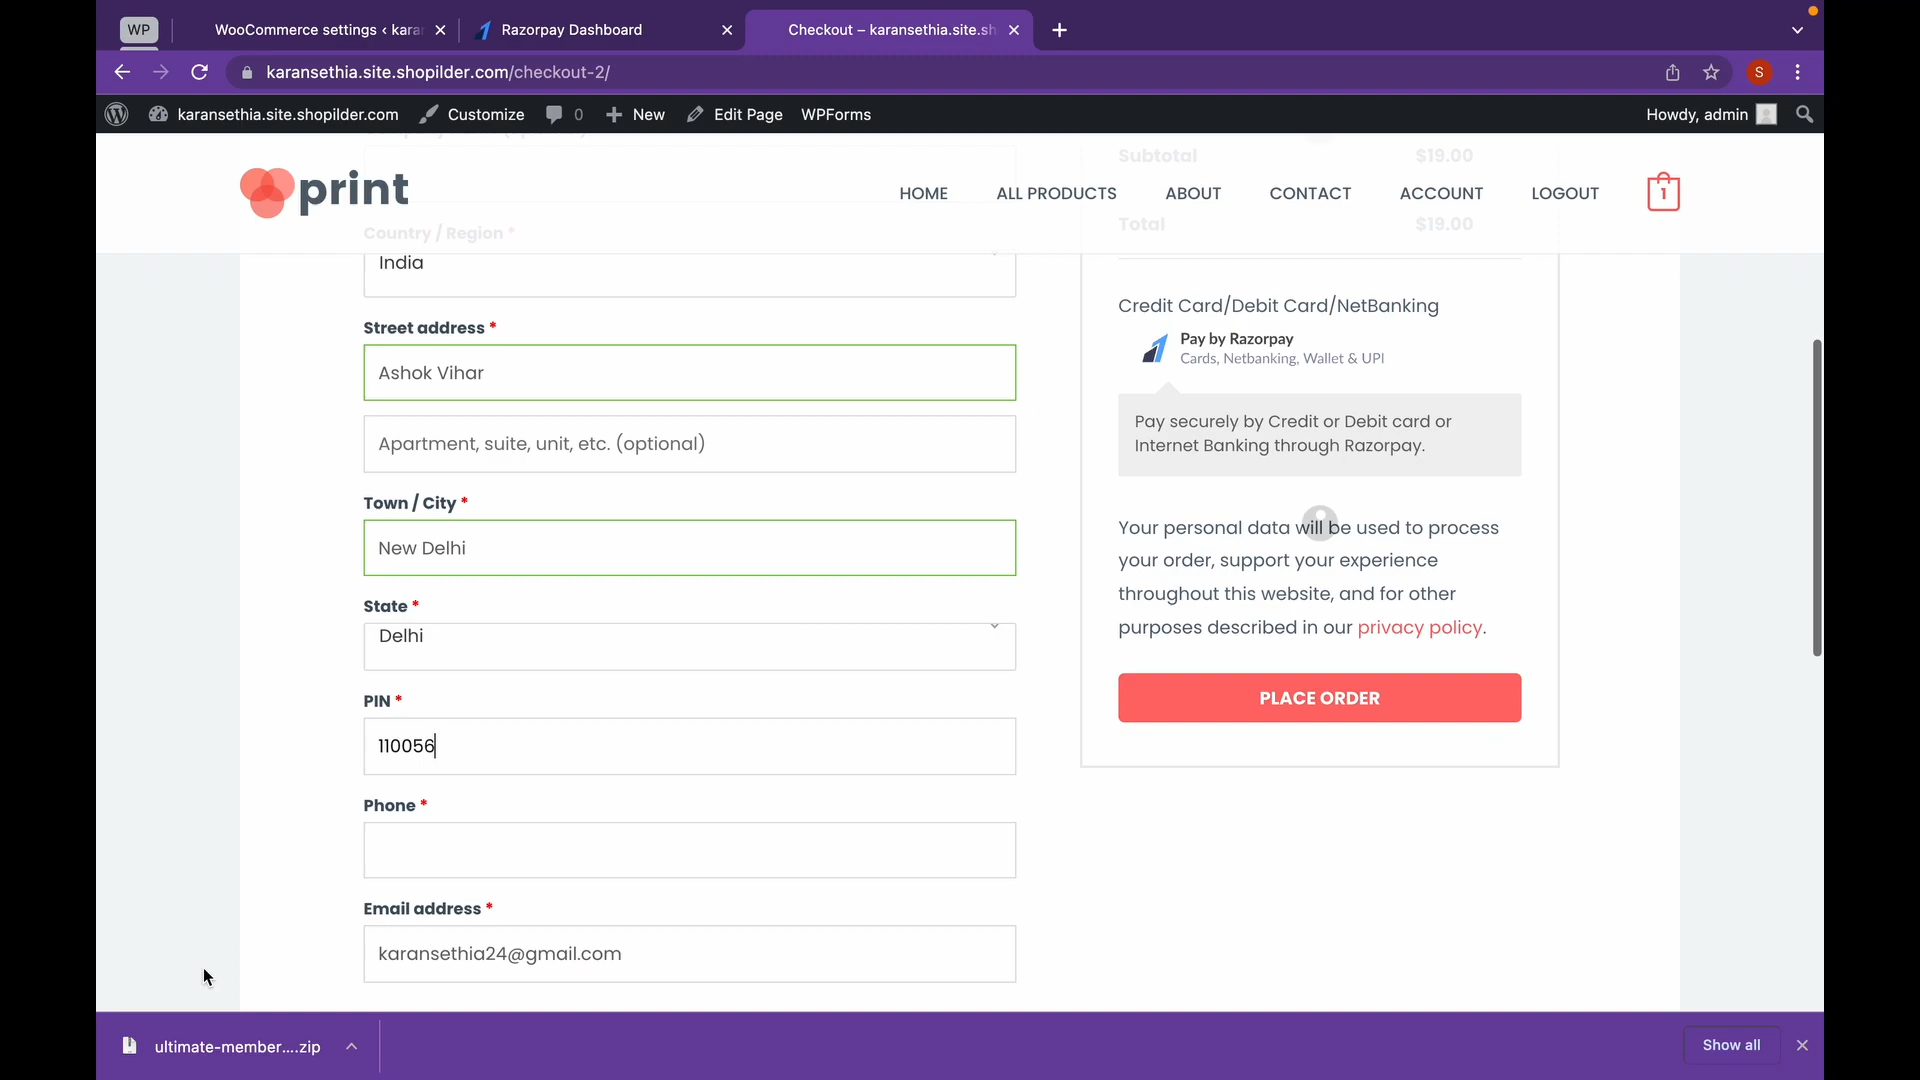 WP
WooCommerce settings ‹ kara
Razorpay Dashboard
Checkout – karansethia.site.sh
karansethia.site.shopilder.com/checkout-2/
S
karansethia.site.shopilder.com
Customize
0
New
Edit Page
WPForms
Howdy, admin
print
HOME
ALL PRODUCTS
ABOUT
CONTACT
ACCOUNT
LOGOUT
1
Country / Region *
India
Street address *
Ashok Vihar
Apartment, suite, unit, etc. (optional)
Town / City *
New Delhi
State *
Delhi
PIN *
110056
Phone *
Email address *
karansethia24@gmail.com
Subtotal $19.00
Total $19.00
Credit Card/Debit Card/NetBanking
Pay by Razorpay
Cards, Netbanking, Wallet & UPI
Pay securely by Credit or Debit card or
Internet Banking through Razorpay.
Your personal data will be used to process
your order, support your experience
throughout this website, and for other
purposes described in our privacy policy.
PLACE ORDER
ultimate-member....zip
Show all